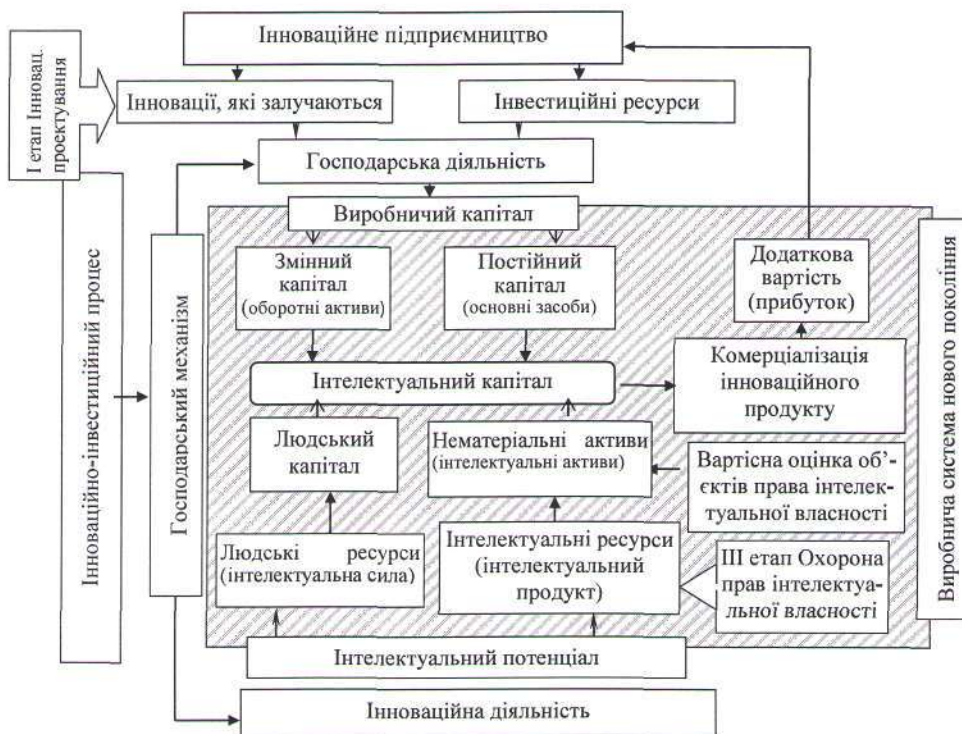 Інноваційне підприємництво
І етап Інновац.
проектування
Інновації, які залучаються
Інвестиційні ресурси
Господарська діяльність
Виробничий капітал
Змінний
капітал
(оборотні активи)
Постійний
капітал
(основні засоби)
Додаткова
вартість
(прибуток)
Інтелектуальний капітал
Комерціалізація
інноваційного
продукту
Людський
капітал
Нематеріальні активи
(інтелектуальні активи)
Вартісна оцінка об’-
єктів права інтелек-
туальної власності
Людські ресурси
(інтелектуальна сила)
Інтелектуальні ресурси
(інтелектуальний
продукт)
ІІІ етап Охорона
прав інтелектуа-
льної власності
Інтелектуальний потенціал
Інноваційна діяльність
Інноваційно-інвестиційний процес
Господарський механізм
Виробнича система нового покоління